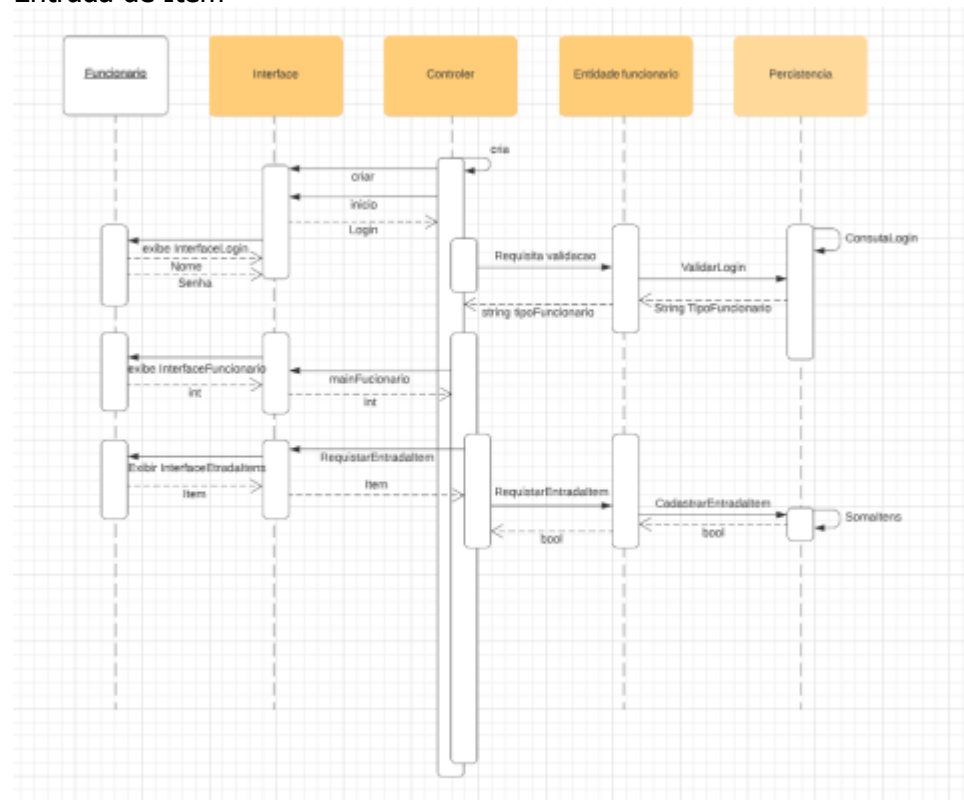 Entrada de Item
Funcionario
Interface
Controler
Entidade funcionario
Percistencia
cria
criar
inicio
Login
exibe InterfaceLogin
Nome
Senha
Requisita validacao
ValidarLogin
ConsutaLogin
string tipoFuncionario
String TipoFuncionario
exibe InterfaceFuncionario
int
mainFucionario
int
RequistarEntradaItem
Exibir InterfaceEtradaItens
Item
Item
RequistarEntradaItem
CadastrarEntradaItem
SomaItens
bool
bool